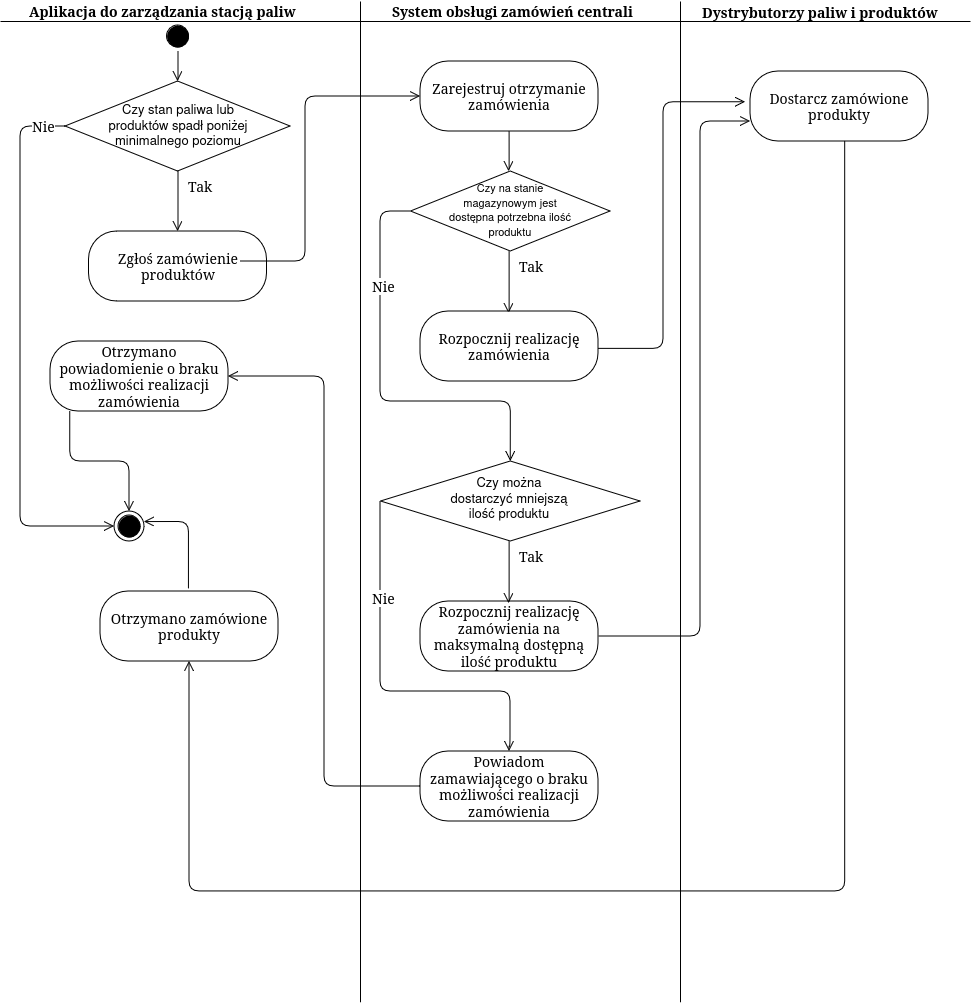 Aplikacja do zarządzania stacją paliw
System obsługi zamówień centrali
Dystrybutorzy paliw i produktów
Czy stan paliwa lub
produktów spadł poniżej
minimalnego poziomu
Nie
Tak
Zgłoś zamówienie
produktów
Otrzymano
powiadomienie o braku
możliwości realizacji
zamówienia
Otrzymano zamówione
produkty
Zarejestruj otrzymanie
zamówienia
Czy na stanie
magazynowym jest
dostępna potrzebna ilość
produktu
Tak
Nie
Rozpocznij realizację
zamówienia
Czy można
dostarczyć mniejszą
ilość produktu
Tak
Nie
Rozpocznij realizację
zamówienia na
maksymalną dostępną
ilość produktu
Powiadom
zamawiającego o braku
możliwości realizacji
zamówienia
Dostarcz zamówione
produkty